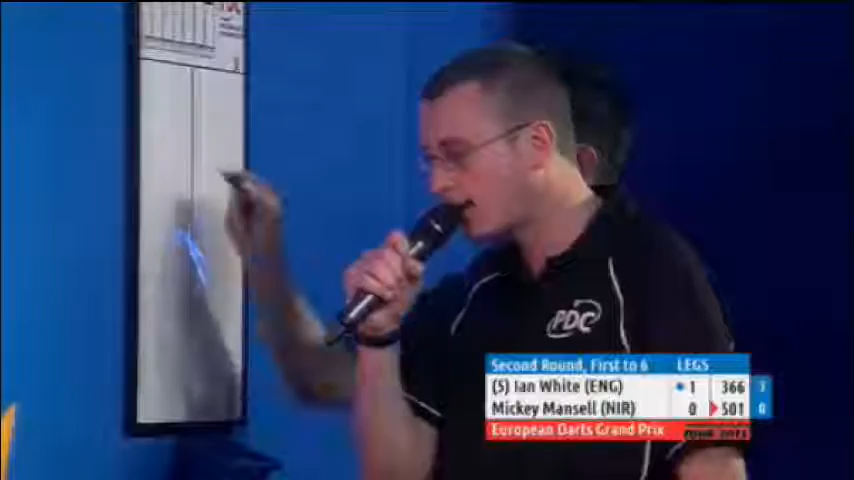 PDC
Second Round, First to 6 LEGS
(5) Ian White (ENG) 1 366
Mickey Mansell (NIR) 0 501
European Darts Grand Prix